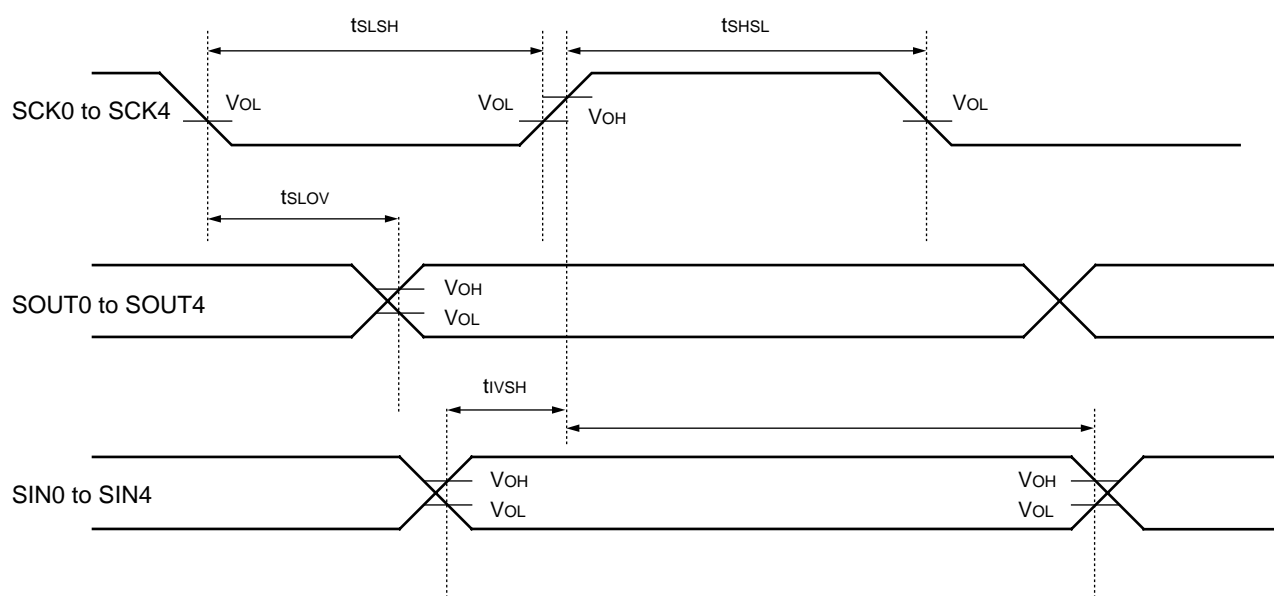 tSLSH
tSHSL
SCK0 to SCK4
VOL
VOL
VOH
VOL
tSLOV
SOUT0 to SOUT4
VOH
VOL
tIVSH
SIN0 to SIN4
VOH
VOL
VOH
VOL